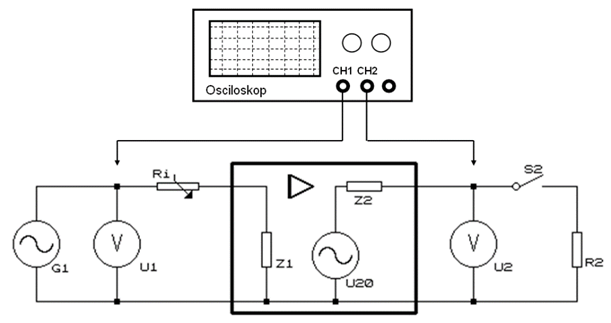 CH1 CH2
Osciloskop
Ri
S2
Z2
V
V
G1
U1
Z1
U20
U2
R2